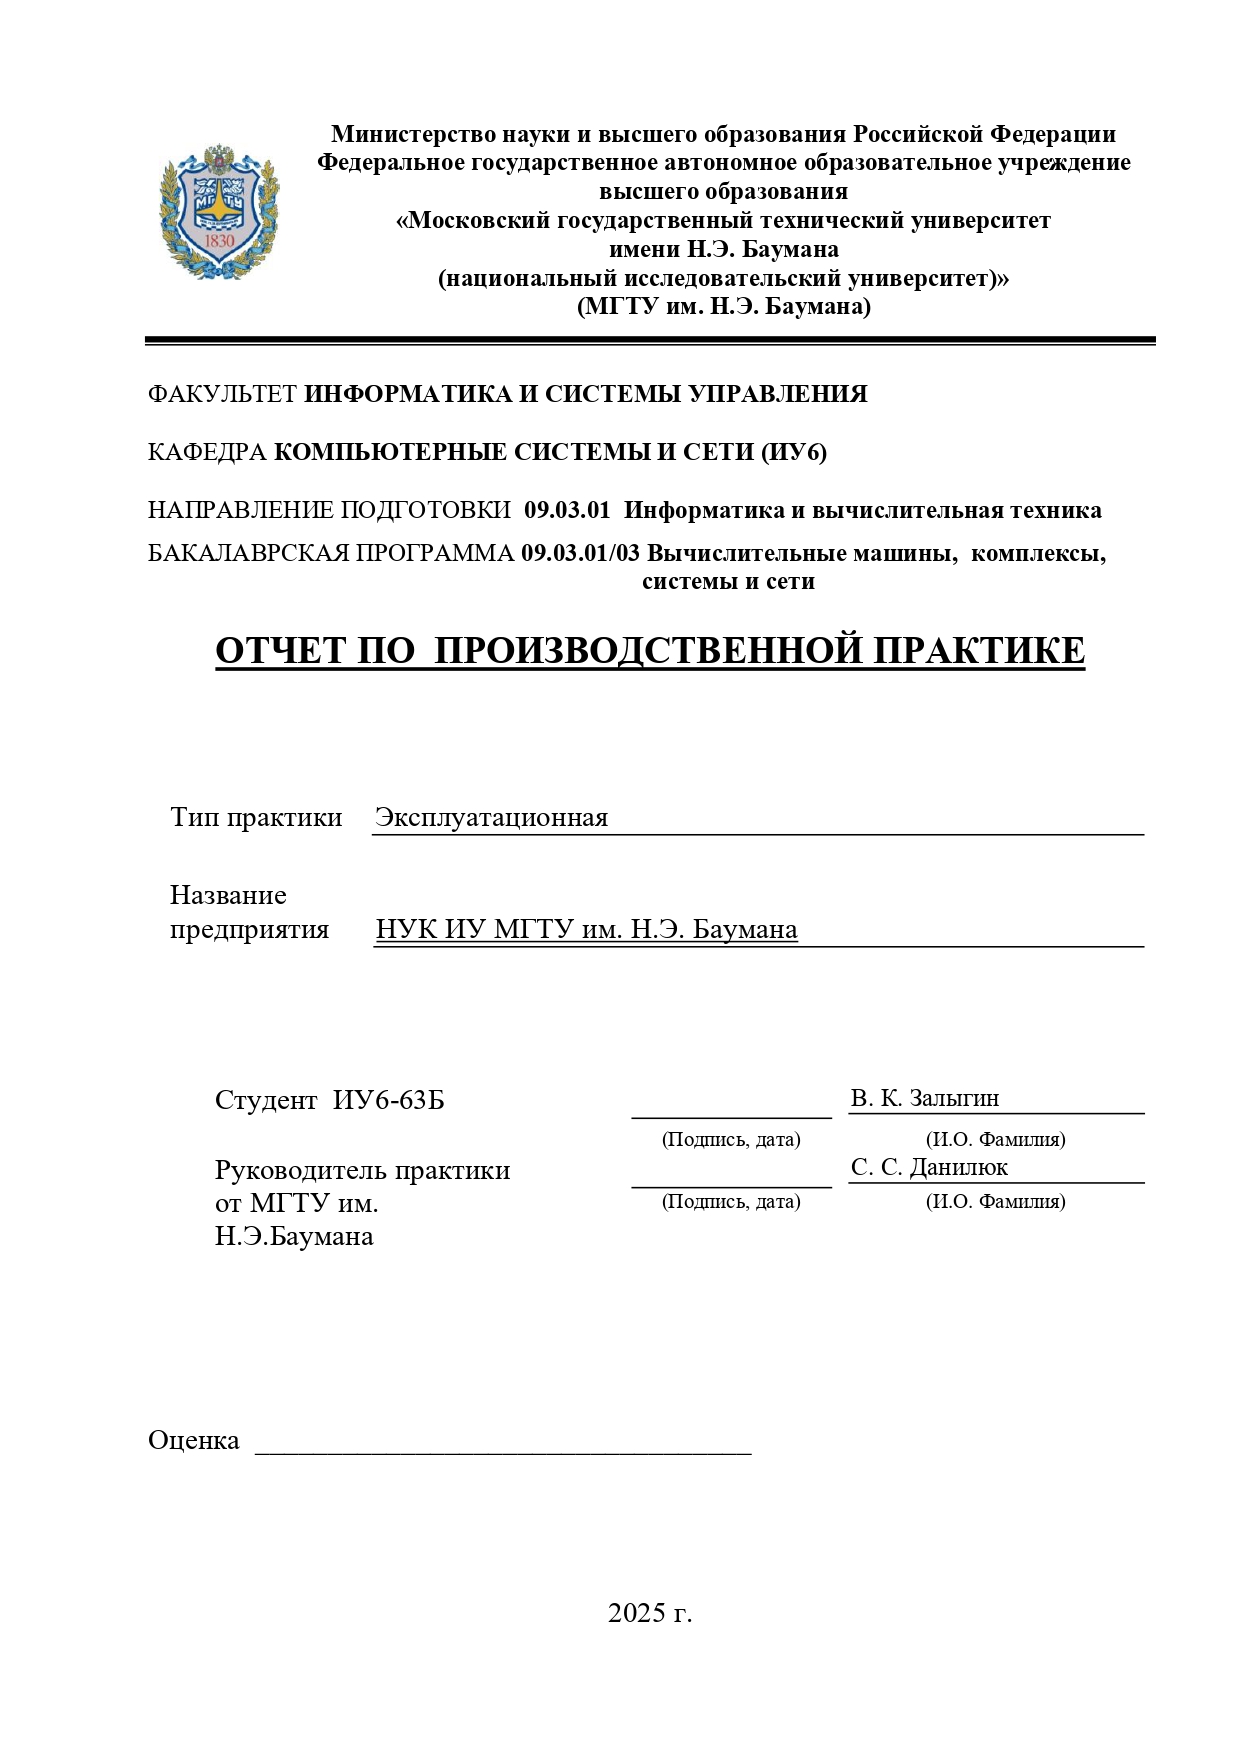 Министерство науки и высшего образования Российской Федерации
Федеральное государственное автономное образовательное учреждение
высшего образования
«Московский государственный технический университет
имени Н.Э. Баумана
(национальный исследовательский университет)»
(МГТУ им. Н.Э. Баумана)
МГТУ
1830
ФАКУЛЬТЕТ ИНФОРМАТИКА И СИСТЕМЫ УПРАВЛЕНИЯ
КАФЕДРА КОМПЬЮТЕРНЫЕ СИСТЕМЫ И СЕТИ (ИУ6)
НАПРАВЛЕНИЕ ПОДГОТОВКИ 09.03.01 Информатика и вычислительная техника
БАКАЛАВРСКАЯ ПРОГРАММА 09.03.01/03 Вычислительные машины, комплексы,
системы и сети
ОТЧЕТ ПО ПРОИЗВОДСТВЕННОЙ ПРАКТИКЕ
Тип практики Эксплуатационная
Название
предприятия НУК ИУ МГТУ им. Н.Э. Баумана
Студент ИУ6-63Б В. К. Залыгин
(Подпись, дата) (И.О. Фамилия)
Руководитель практики С. С. Данилюк
от МГТУ им. (Подпись, дата) (И.О. Фамилия)
Н.Э.Баумана
Оценка __________________________________
2025 г.